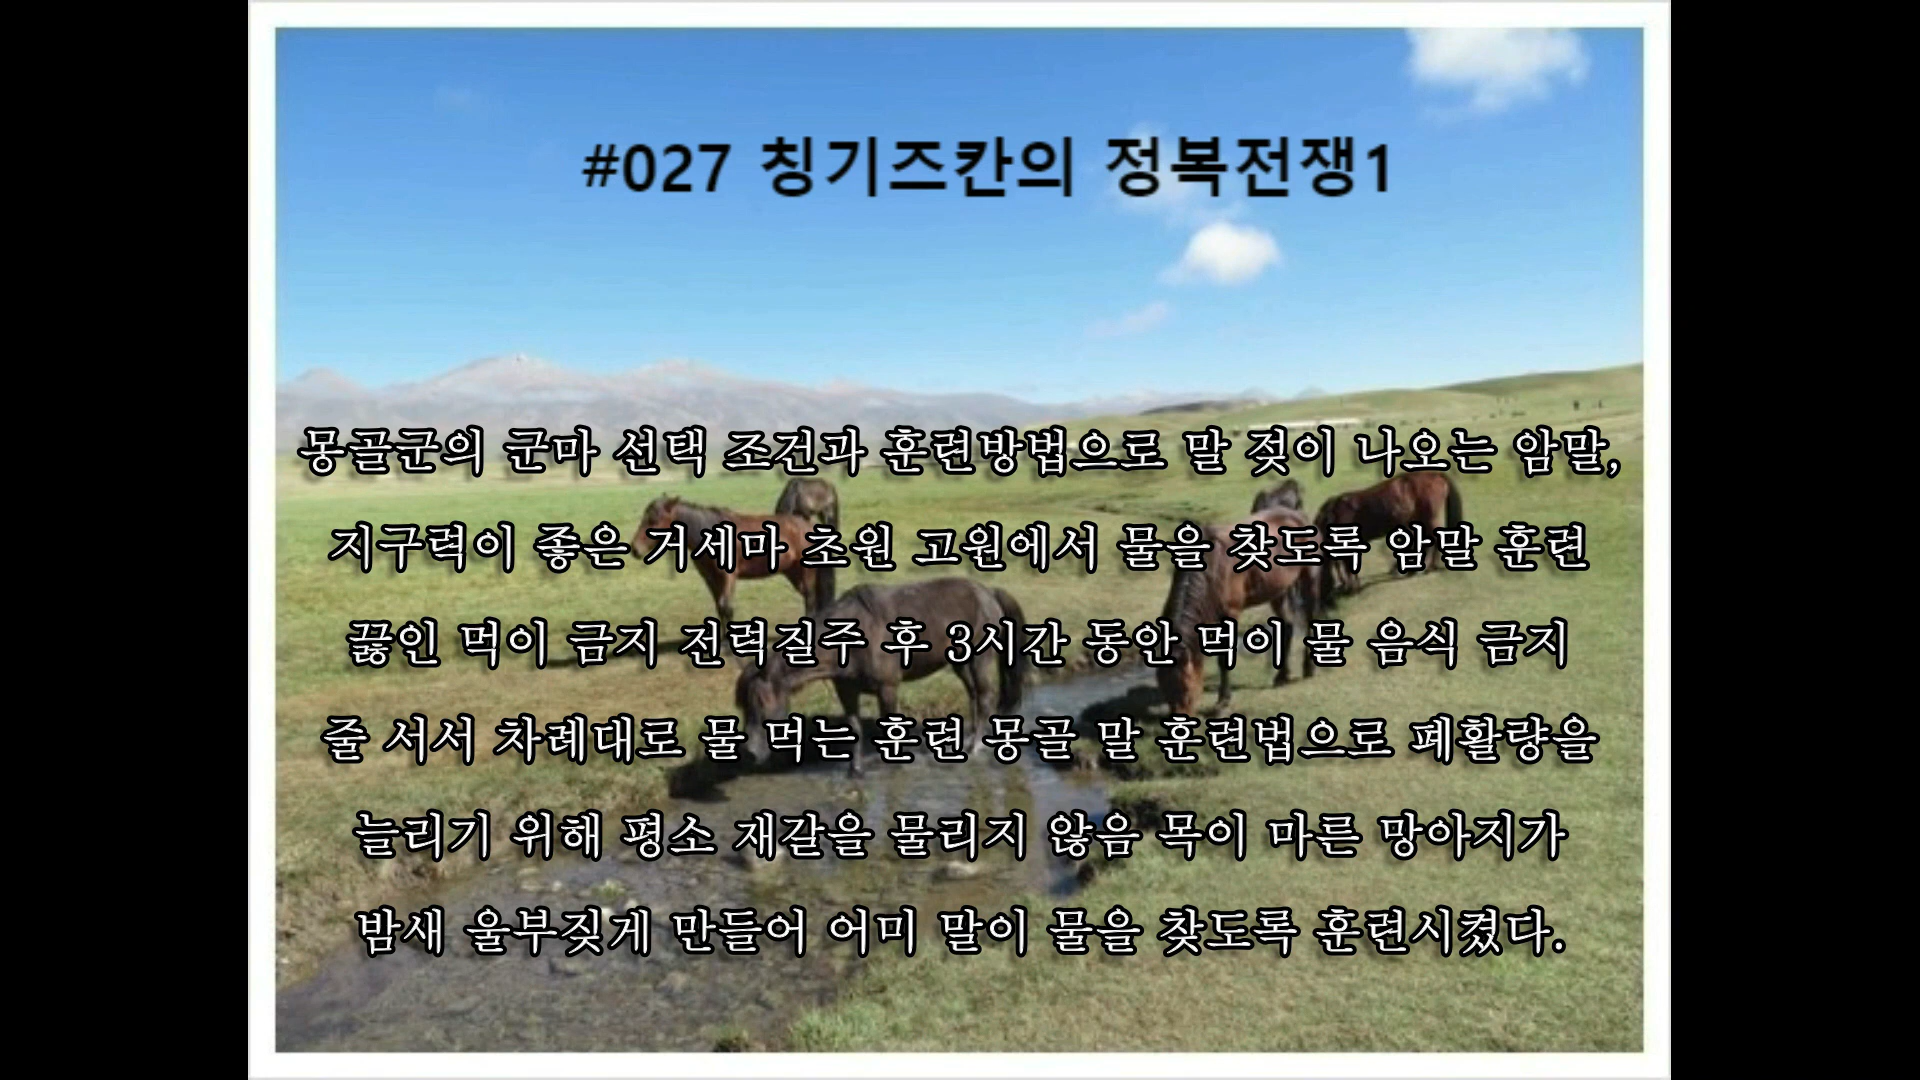 #027 칭기즈칸의 정복전쟁1
몽골군의 군마 선택 조건과 훈련방법으로 말 젖이 나오는 암말,
지구력이 좋은 거세마 초원 고원에서 물을 찾도록 암말 훈련
끓인 먹이 금지 전력질주 후 3시간 동안 먹이 물 음식 금지
줄 서서 차례대로 물 먹는 훈련 몽골 말 훈련법으로 폐활량을
늘리기 위해 평소 재갈을 물리지 않음 목이 마른 망아지가
밤새 울부짖게 만들어 어미 말이 물을 찾도록 훈련시켰다.